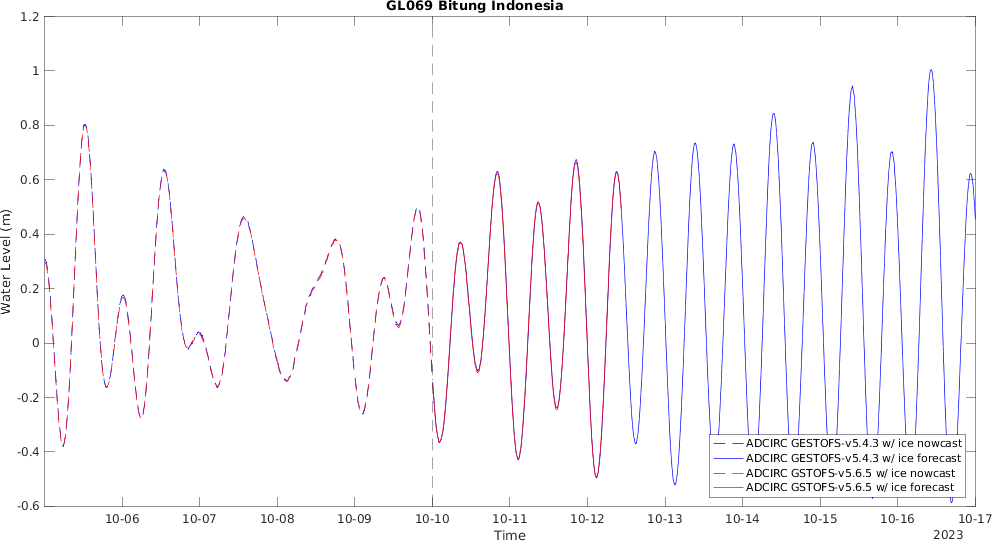 GL069 Bitung Indonesia
1.2
1
0.8
0.6
0.4
0.2
0
-0.2
-0.4
-0.6
Water Level (m)
ADCIRC GESTOFS-v5.4.3 w/ ice nowcast
ADCIRC GESTOFS-v5.4.3 w/ ice forecast
ADCIRC GSTOFS-v5.6.5 w/ ice nowcast
ADCIRC GSTOFS-v5.6.5 w/ ice forecast
10-06 10-07 10-08 10-09 10-10 10-11 10-12 10-13 10-14 10-15 10-16 10-17
Time
2023